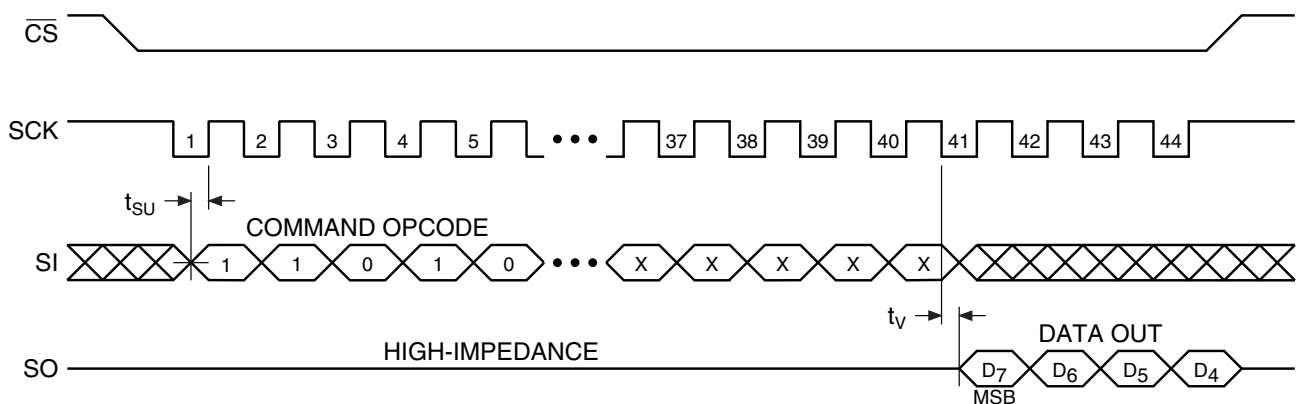 CS
SCK 1 2 3 4 5 37 38 39 40 41 42 43 44
tSU
COMMAND OPCODE
SI 1 1 0 1 0 X X X X X
tV
HIGH-IMPEDANCE
DATA OUT
SO D7 D6 D5 D4
MSB